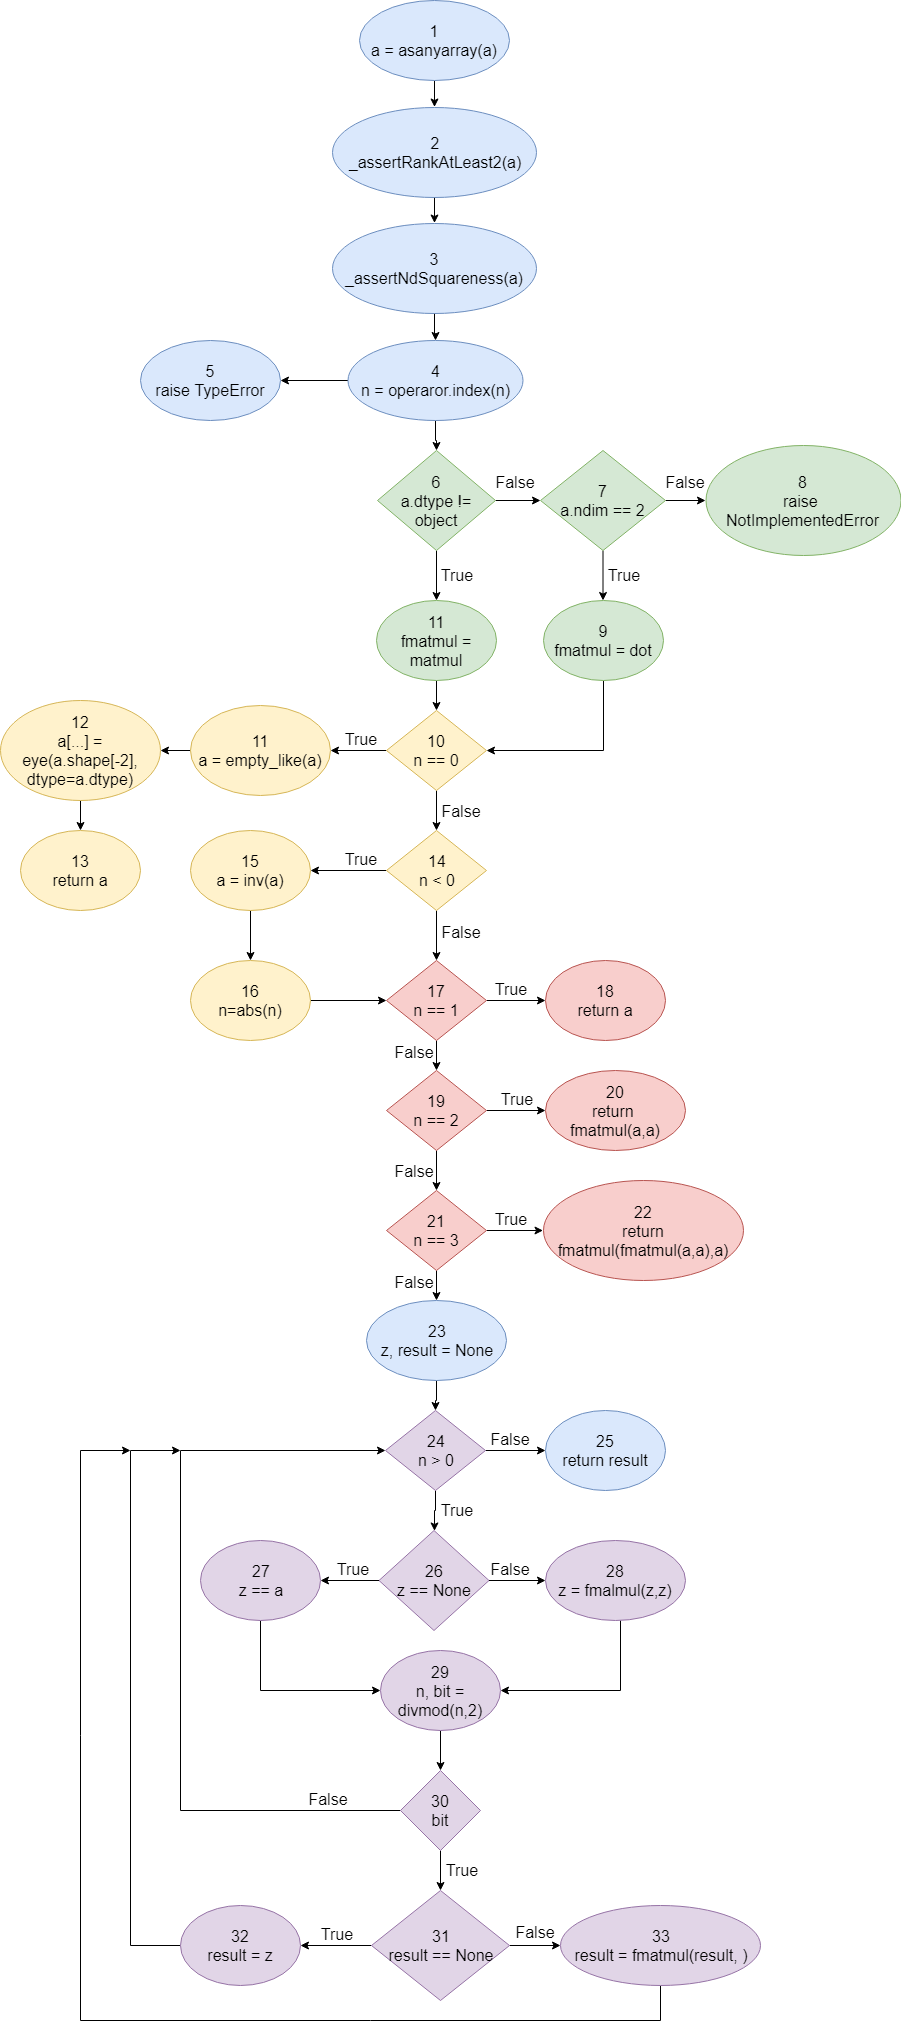 1
a = asanyarray(a)
2
_assertRankAtLeast2(a)
3
_assertNdSquareness(a)
4
n = operaror.index(n)
5
raise TypeError
6
a.dtype !=
object
False
7
a.ndim == 2
False
8
raise
NotImplementedError
True
True
11
fmatmul =
matmul
9
fmatmul = dot
10
n == 0
True
11
a = empty_like(a)
12
a[...] =
eye(a.shape[-2],
dtype=a.dtype)
13
return a
False
14
n < 0
True
15
a = inv(a)
16
n=abs(n)
False
17
n == 1
True
18
return a
False
19
n == 2
True
20
return
fmatmul(a,a)
False
21
n == 3
True
22
return
fmatmul(fmatmul(a,a),a)
False
23
z, result = None
24
n > 0
False
25
return result
True
26
z == None
True
27
z == a
False
28
z = fmalmul(z,z)
29
n, bit =
divmod(n,2)
30
bit
False
True
31
result == None
True
32
result = z
False
33
result = fmatmul(result, )